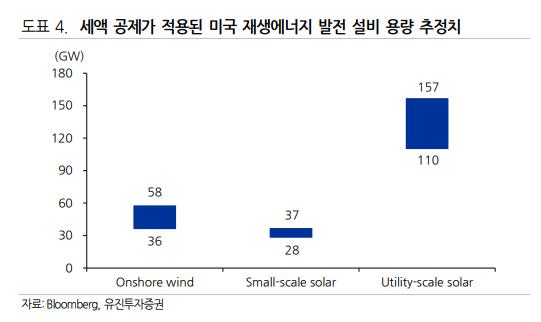 도표 4. 세액 공제가 적용된 미국 재생에너지 발전 설비 용량 추정치
(GW)
180
150
120
90
60
30
0
58
36
37
28
157
110
Onshore wind
Small-scale solar
Utility-scale solar
자료: Bloomberg, 유진투자증권